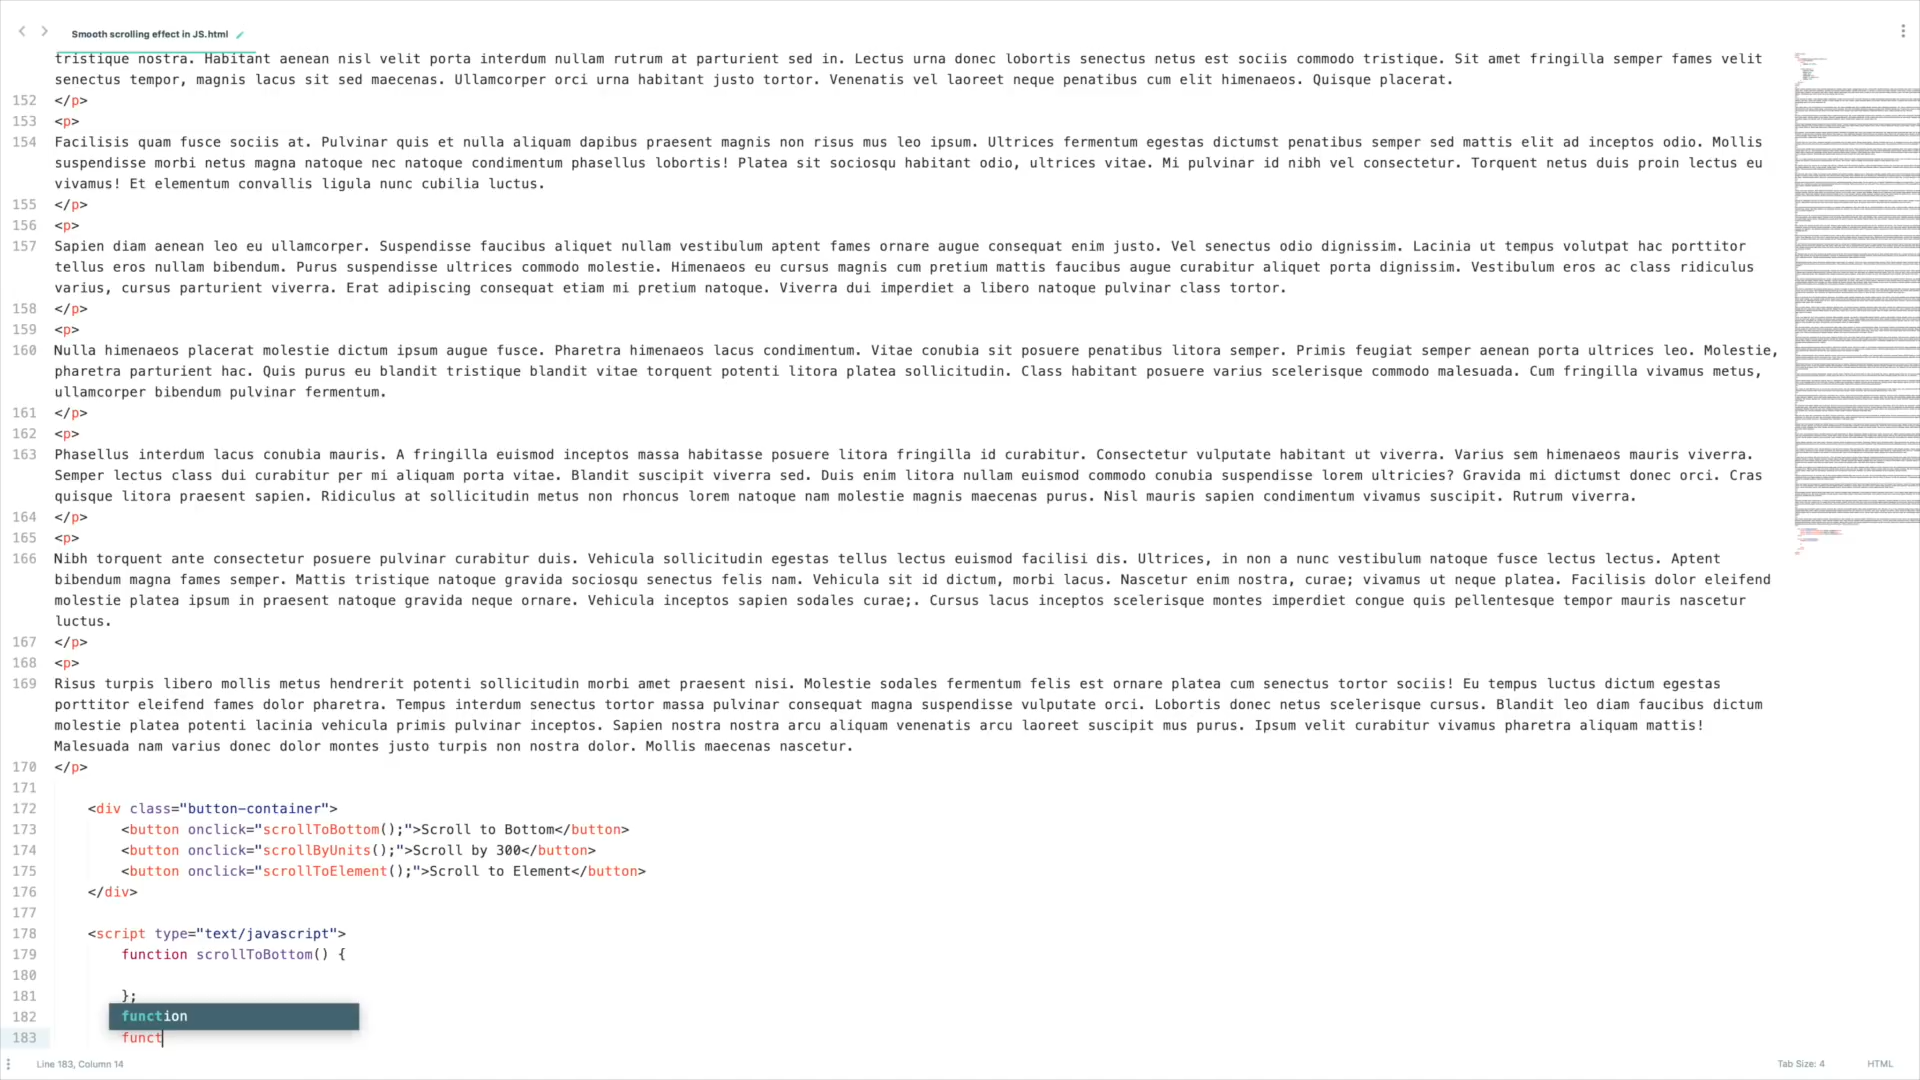 Smooth scrolling effect in JS.html
tristique nostra. Habitant aenean nisl velit porta interdum nullam rutrum at parturient sed in. Lectus urna donec lobortis senectus netus est sociis commodo tristique. Sit amet fringilla semper fames velit
senectus tempor, magnis lacus sit sed maecenas. Ullamcorper orci urna habitant justo tortor. Venenatis vel laoreet neque penatibus cum elit himenaeos. Quisque placerat.
152 </p>
153 <p>
154 Facilisis quam fusce sociis at. Pulvinar quis et nulla aliquam dapibus praesent magnis non risus mus leo ipsum. Ultrices fermentum egestas dictumst penatibus semper sed mattis elit ad inceptos odio. Mollis
suspendisse morbi netus magna natoque nec natoque condimentum phasellus lobortis! Platea sit sociosqu habitant odio, ultrices vitae. Mi pulvinar id nibh vel consectetur. Torquent netus duis proin lectus eu
vivamus! Et elementum convallis ligula nunc cubilia luctus.
155 </p>
156 <p>
157 Sapien diam aenean leo eu ullamcorper. Suspendisse faucibus aliquet nullam vestibulum aptent fames ornare augue consequat enim justo. Vel senectus odio dignissim. Lacinia ut tempus volutpat hac porttitor
tellus eros nullam bibendum. Purus suspendisse ultrices commodo molestie. Himenaeos eu cursus magnis cum pretium mattis faucibus augue curabitur aliquet porta dignissim. Vestibulum eros ac class ridiculus
varius, cursus parturient viverra. Erat adipiscing consequat etiam mi pretium natoque. Viverra dui imperdiet a libero natoque pulvinar class tortor.
158 </p>
159 <p>
160 Nulla himenaeos placerat molestie dictum ipsum augue fusce. Pharetra himenaeos lacus condimentum. Vitae conubia sit posuere penatibus litora semper. Primis feugiat semper aenean porta ultrices leo. Molestie,
pharetra parturient hac. Quis purus eu blandit tristique blandit vitae torquent potenti litora platea sollicitudin. Class habitant posuere varius scelerisque commodo malesuada. Cum fringilla vivamus metus,
ullamcorper bibendum pulvinar fermentum.
161 </p>
162 <p>
163 Phasellus interdum lacus conubia mauris. A fringilla euismod inceptos massa habitasse posuere litora fringilla id curabitur. Consectetur vulputate habitant ut viverra. Varius sem himenaeos mauris viverra.
Semper lectus class dui curabitur per mi aliquam porta vitae. Blandit suscipit viverra sed. Duis enim litora nullam euismod commodo conubia suspendisse lorem ultricies? Gravida mi dictumst donec orci. Cras
quisque litora praesent sapien. Ridiculus at sollicitudin metus non rhoncus lorem natoque nam molestie magnis maecenas purus. Nisl mauris sapien condimentum vivamus suscipit. Rutrum viverra.
164 </p>
165 <p>
166 Nibh torquent ante consectetur posuere pulvinar curabitur duis. Vehicula sollicitudin egestas tellus lectus euismod facilisi dis. Ultrices, in non a nunc vestibulum natoque fusce lectus lectus. Aptent
bibendum magna fames semper. Mattis tristique natoque gravida sociosqu senectus felis nam. Vehicula sit id dictum, morbi lacus. Nascetur enim nostra, curae; vivamus ut neque platea. Facilisis dolor eleifend
molestie platea ipsum in praesent natoque gravida neque ornare. Vehicula inceptos sapien sodales curae;. Cursus lacus inceptos scelerisque montes imperdiet congue quis pellentesque tempor mauris nascetur
luctus.
167 </p>
168 <p>
169 Risus turpis libero mollis metus hendrerit potenti sollicitudin morbi amet praesent nisi. Molestie sodales fermentum felis est ornare platea cum senectus tortor sociis! Eu tempus luctus dictum egestas
porttitor eleifend fames dolor pharetra. Tempus interdum senectus tortor massa pulvinar consequat magna suspendisse vulputate orci. Lobortis donec netus scelerisque cursus. Blandit leo diam faucibus dictum
molestie platea potenti lacinia vehicula primis pulvinar inceptos. Sapien nostra nostra arcu aliquam venenatis arcu laoreet suscipit mus purus. Ipsum velit curabitur vivamus pharetra aliquam mattis!
Malesuada nam varius donec dolor montes justo turpis non nostra dolor. Mollis maecenas nascetur.
170 </p>
171
172 <div class="button-container">
173 <button onclick="scrollToBottom();">Scroll to Bottom</button>
174 <button onclick="scrollByUnits();">Scroll by 300</button>
175 <button onclick="scrollToElement();">Scroll to Element</button>
176 </div>
177
178 <script type="text/javascript">
179 function scrollToBottom() {
180
181 };
182 function
183 funct
Line 183, Column 14
Tab Size: 4
HTML